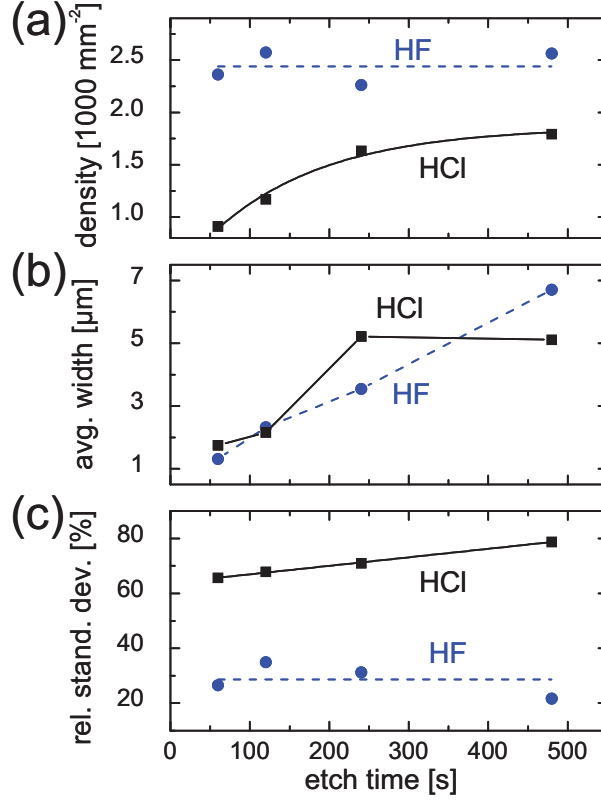 (a)
density [1000 mm⁻²]
2.5
2.0
1.5
1.0
HF
HCl
(b)
avg. width [µm]
7
5
3
1
HCl
HF
(c)
rel. stand. dev. [%]
80
60
40
20
HCl
HF
0 100 200 300 400 500
etch time [s]